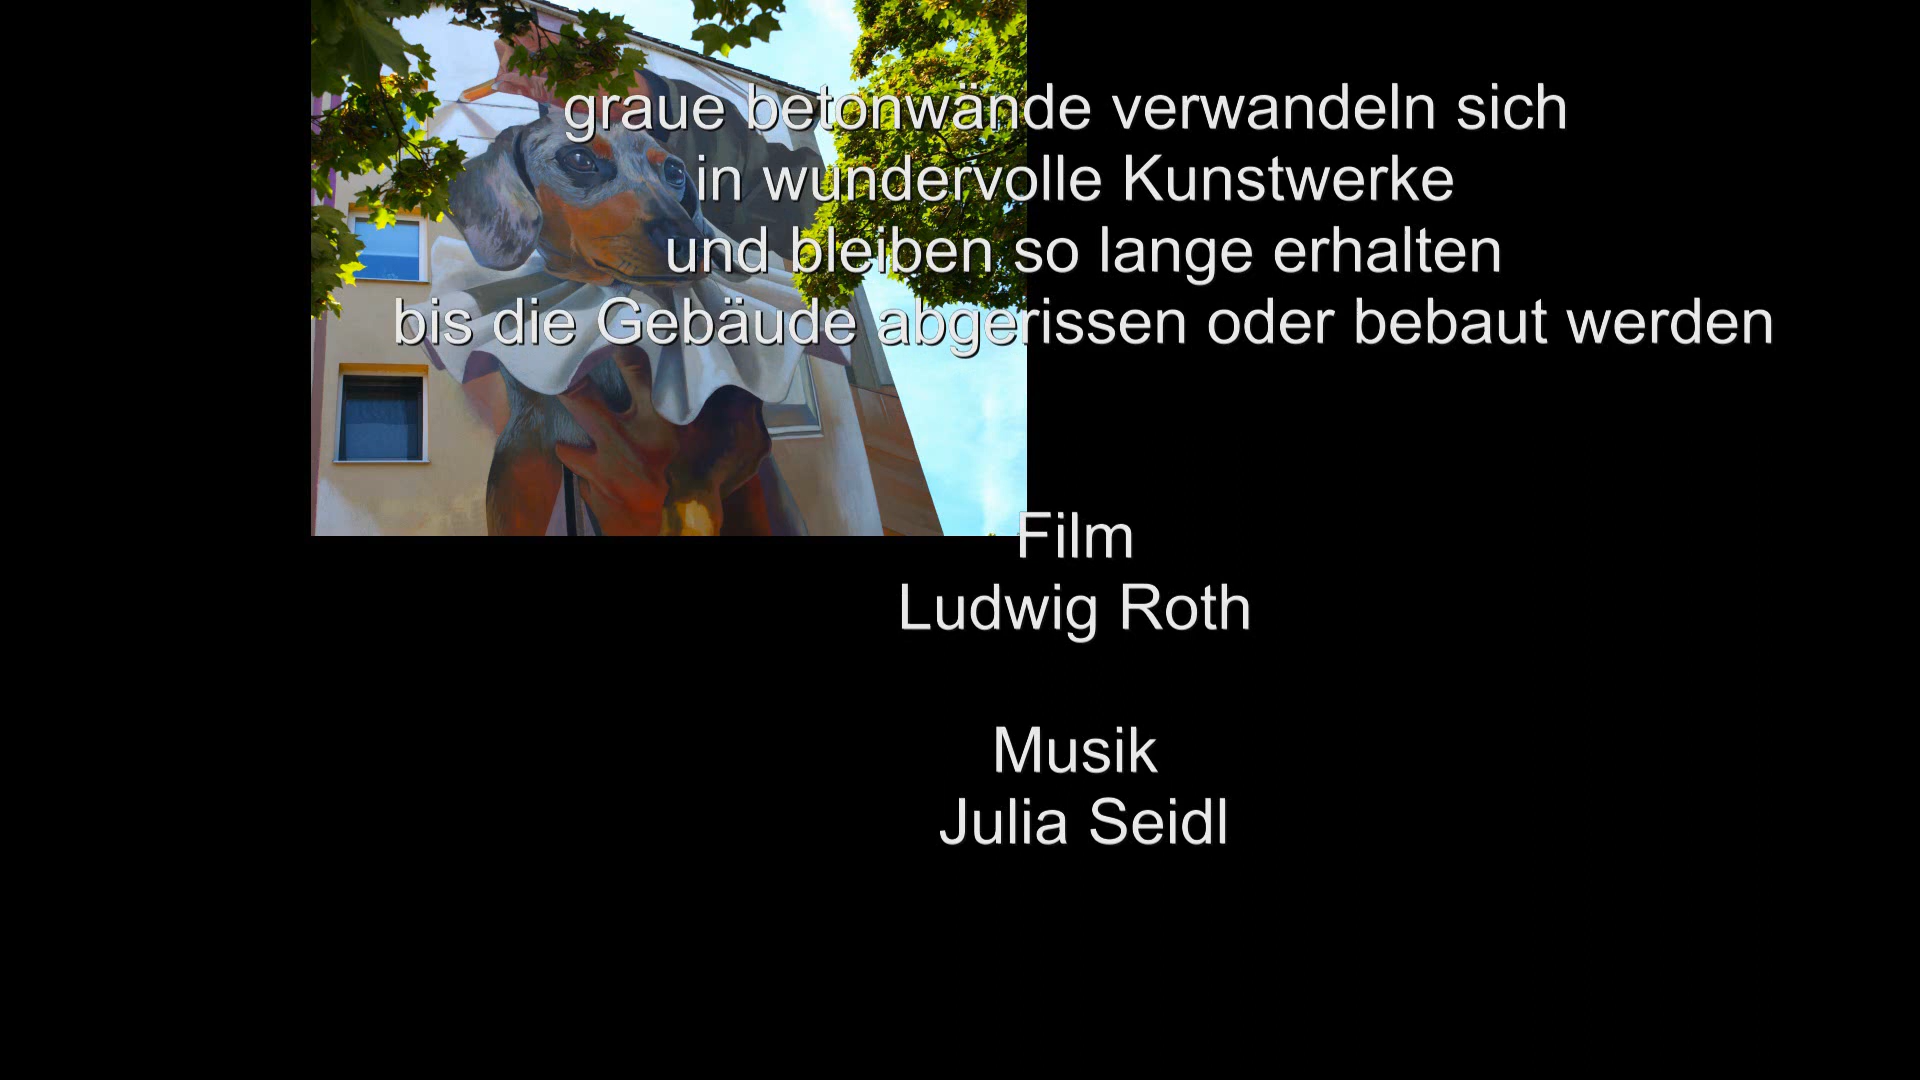 graue betonwände verwandeln sich
in wundervolle Kunstwerke
und bleiben so lange erhalten
bis die Gebäude abgerissen oder bebaut werden
Film
Ludwig Roth
Musik
Julia Seidl